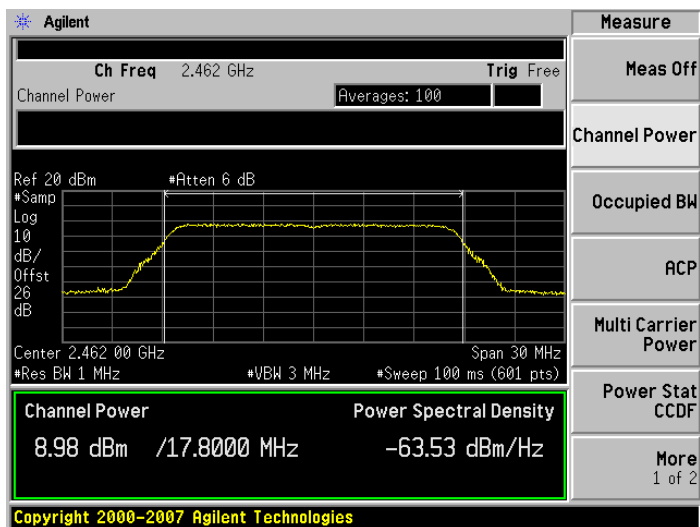 Agilent
Measure
Ch Freq 2.462 GHz Trig Free
Channel Power Averages: 100
Meas Off
Channel Power
Occupied BW
ACP
Multi Carrier
Power
Power Stat
CCDF
More
1 of 2
Ref 20 dBm #Atten 6 dB
#Samp
Log
10
dB/
Offst
26
dB
Center 2.462 00 GHz Span 30 MHz
#Res BW 1 MHz #VBW 3 MHz #Sweep 100 ms (601 pts)
Channel Power Power Spectral Density
8.98 dBm /17.8000 MHz -63.53 dBm/Hz
Copyright 2000-2007 Agilent Technologies